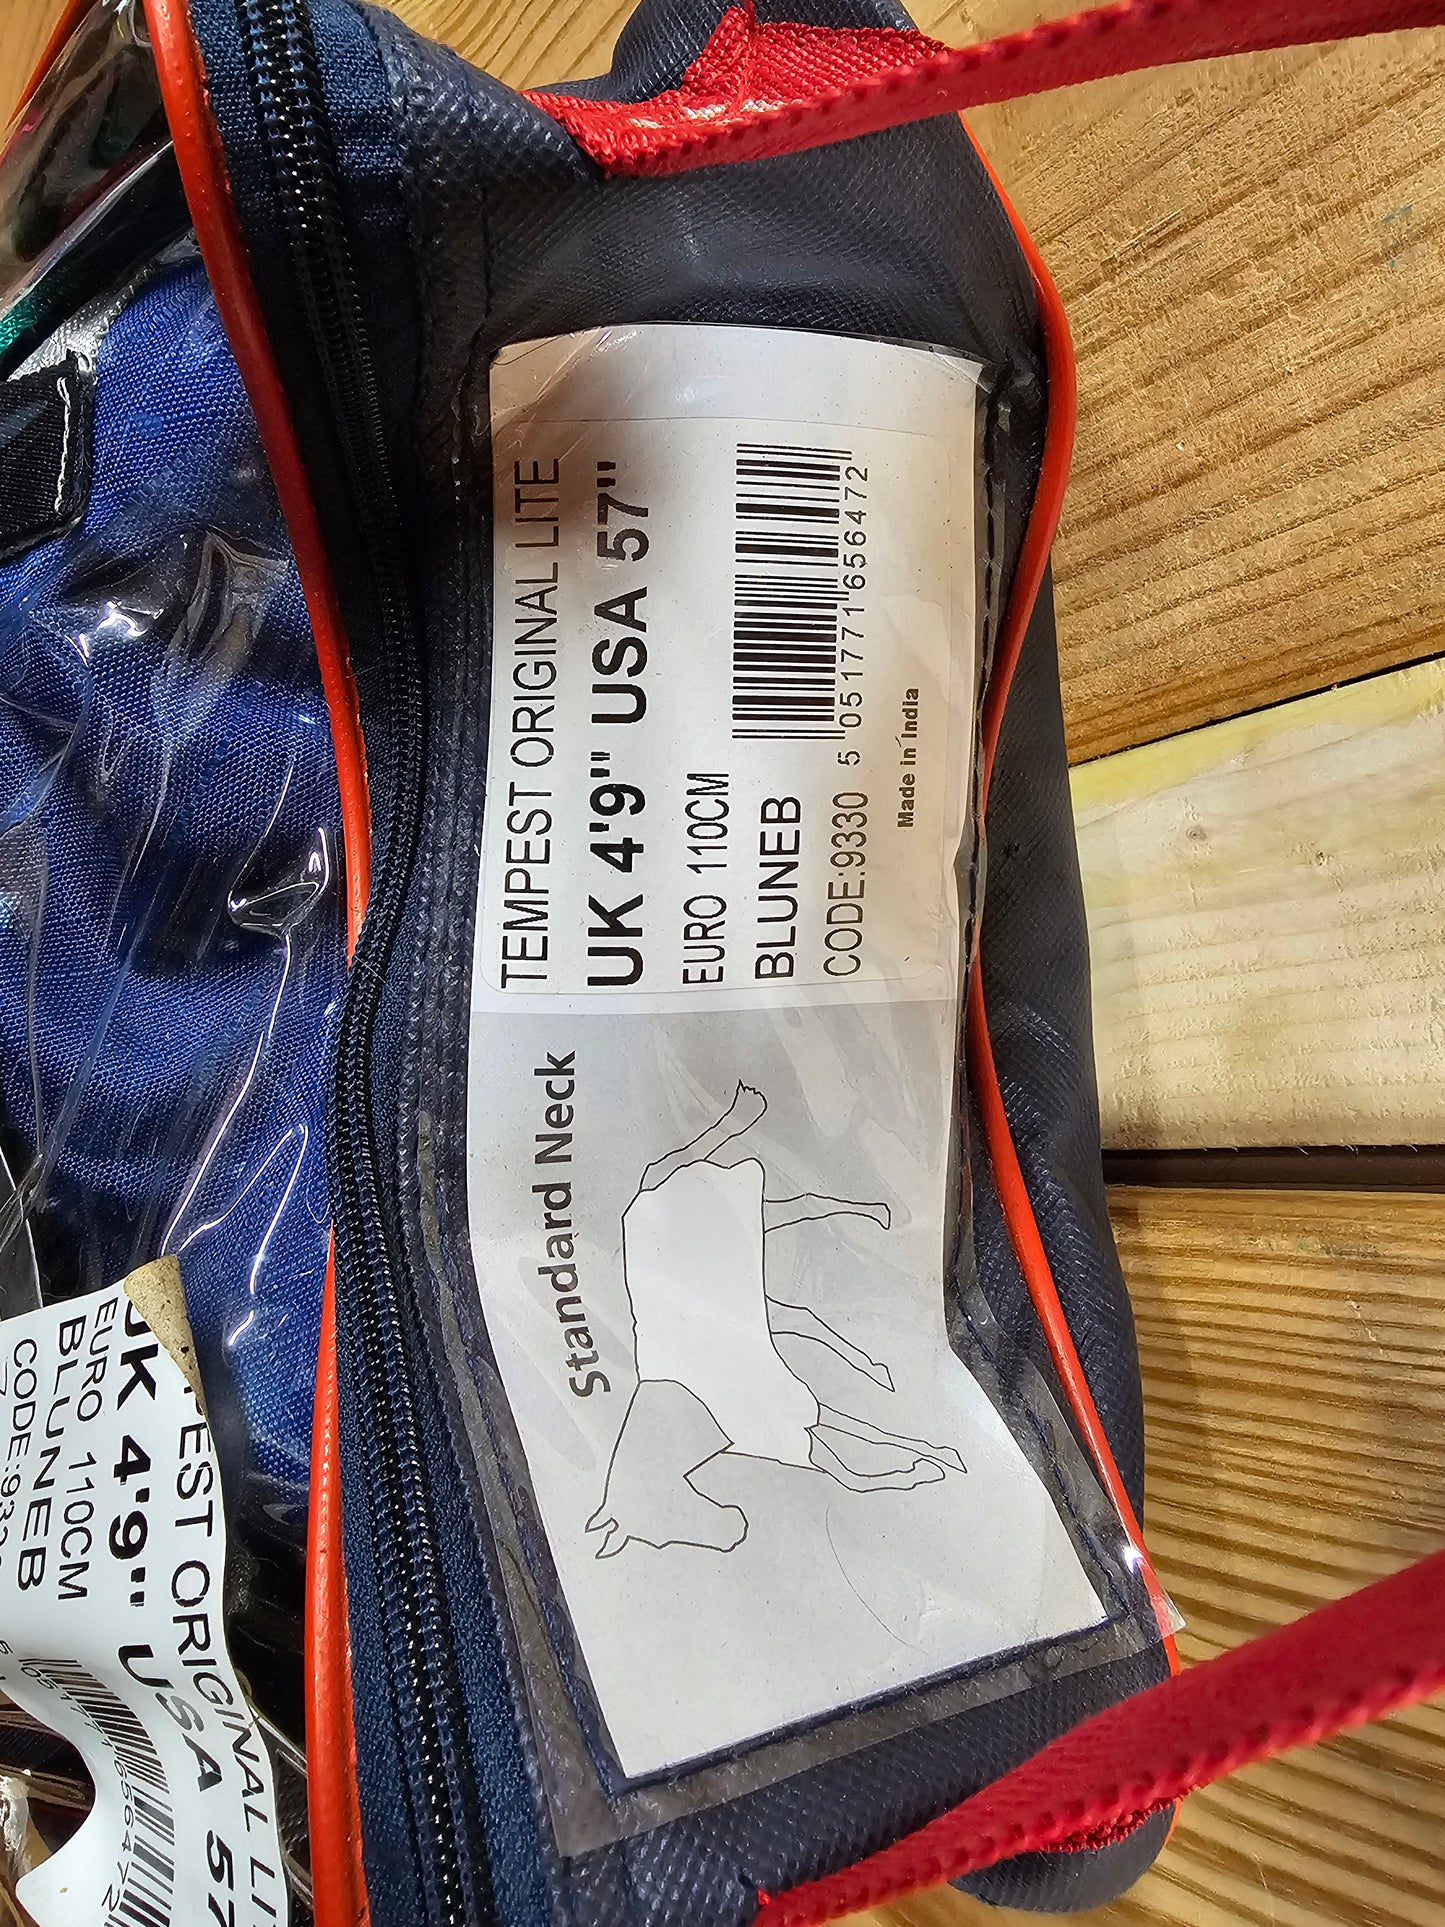 TEMPEST ORIGINAL LITE
UK 4'9" USA 57"
EURO 110CM
BLUNEB
CODE:9330
5 051771 656472
Made in India
Standard Neck
ORIGINAL
UK 4'9" USA 57
EURO 110CM
BLUNEB